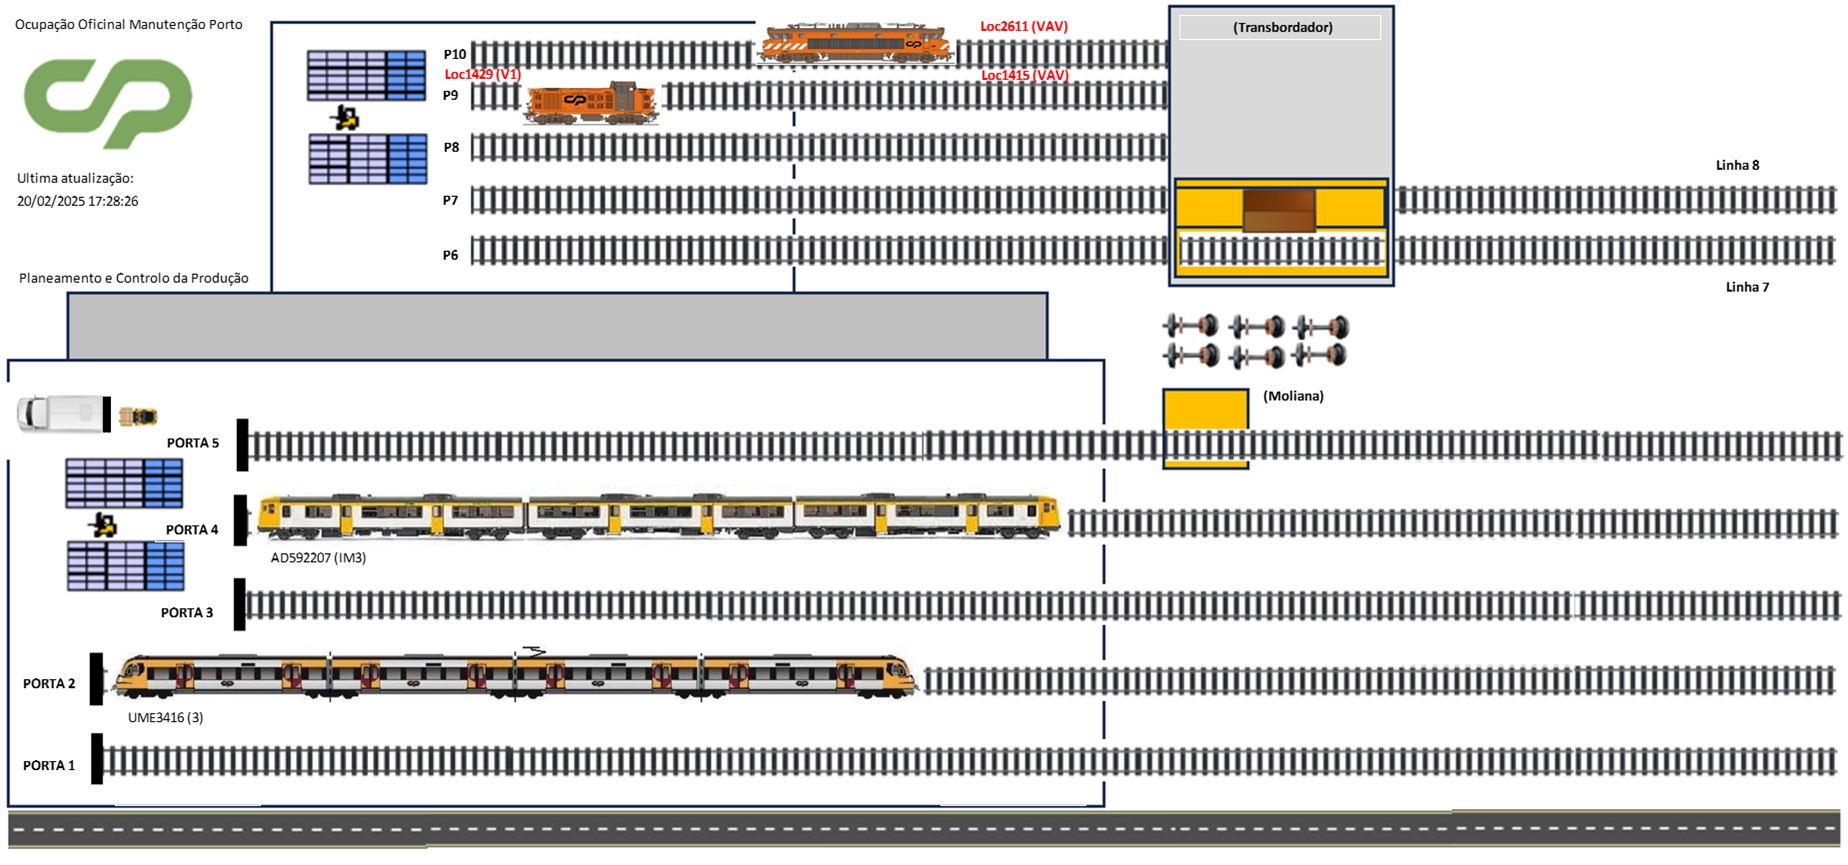 Ocupação Oficinal Manutenção Porto
CP
Ultima atualização:
20/02/2025 17:28:26
Planeamento e Controlo da Produção
P10
Loc2611 (VAV)
(Transbordador)
Loc1429 (V1)
Loc1415 (VAV)
P9
P8
Linha 8
P7
P6
Linha 7
(Moliana)
PORTA 5
PORTA 4
AD592207 (IM3)
PORTA 3
PORTA 2
UME3416 (3)
PORTA 1